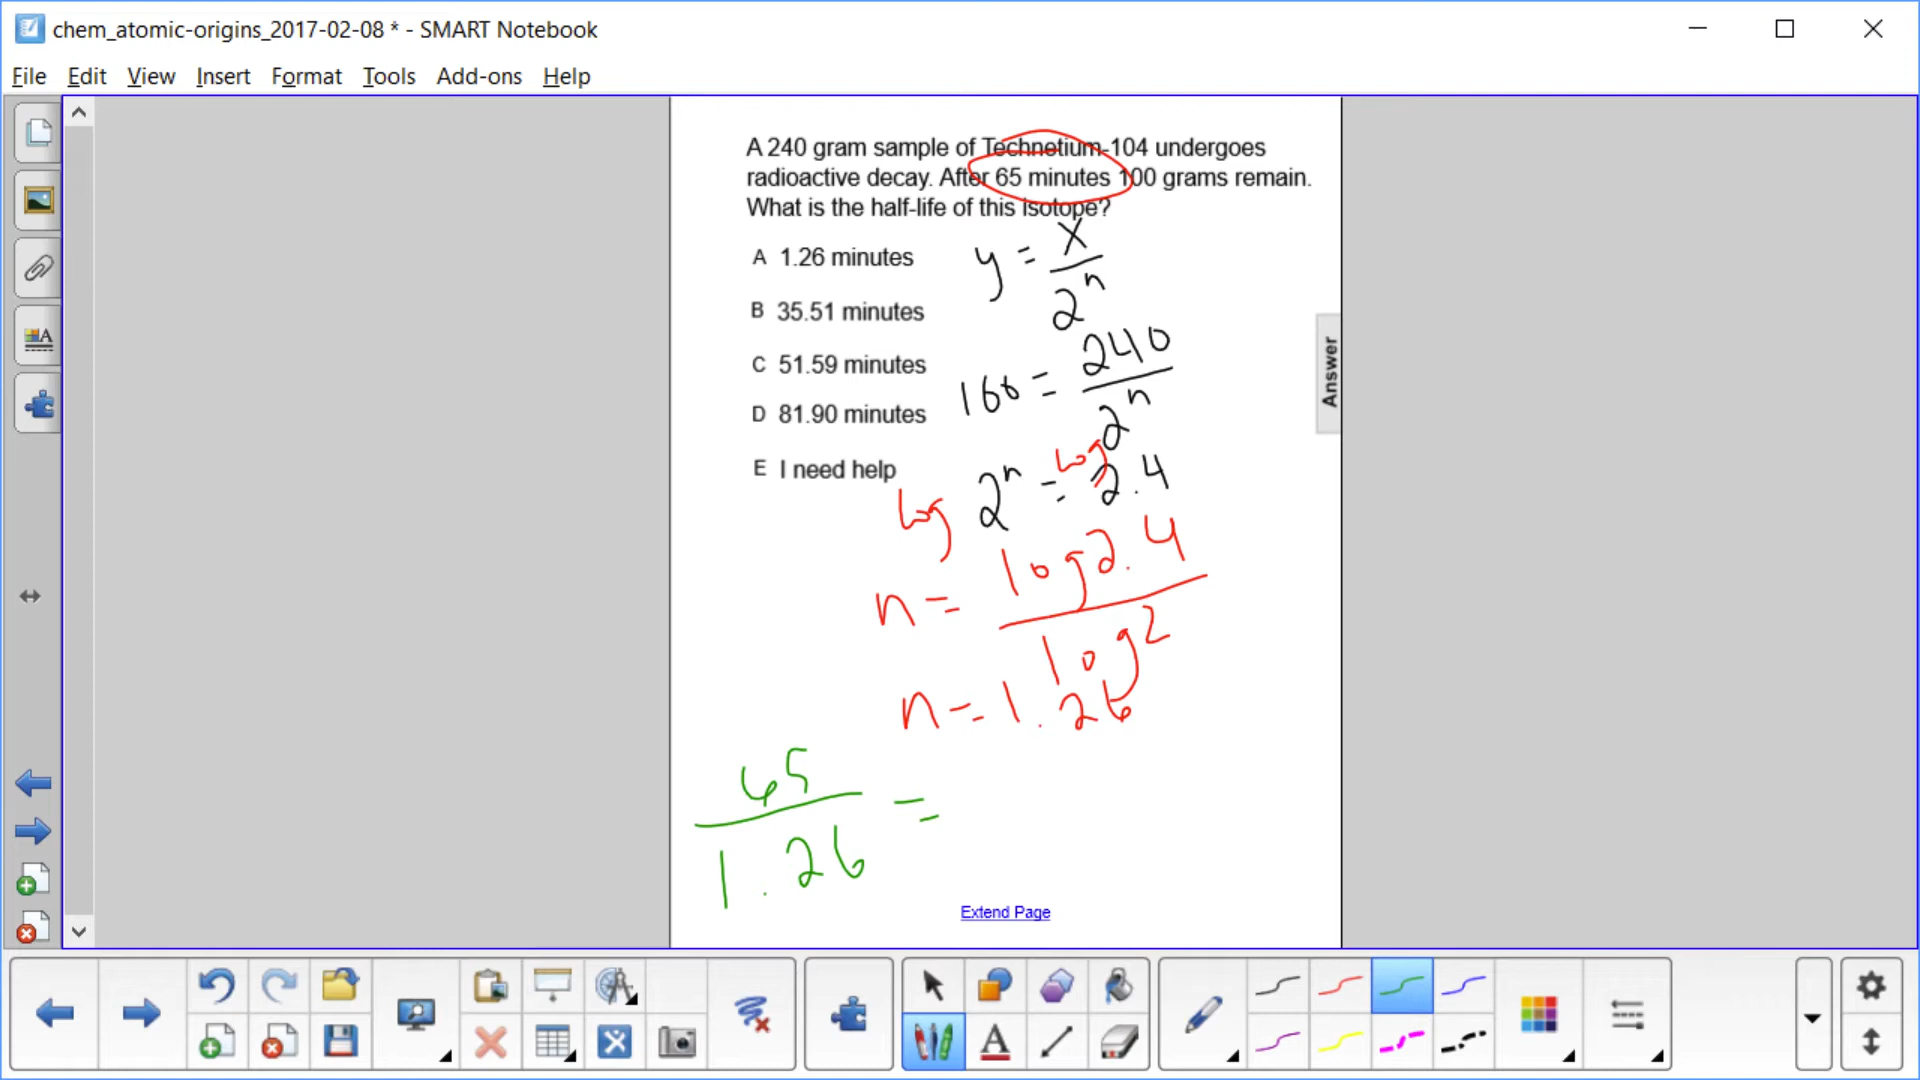 chem_atomic-origins_2017-02-08 * - SMART Notebook
File Edit View Insert Format Tools Add-ons Help
A 240 gram sample of Technetium-104 undergoes
radioactive decay. After 65 minutes 100 grams remain.
What is the half-life of this isotope?
A 1.26 minutes
B 35.51 minutes
C 51.59 minutes
D 81.90 minutes
E I need help
y = x
2^n
100 = 240
2^n
log 2^n = log 2.4
n = log 2.4
log 2
n = 1.26
65
1.26 =
Answer
Extend Page